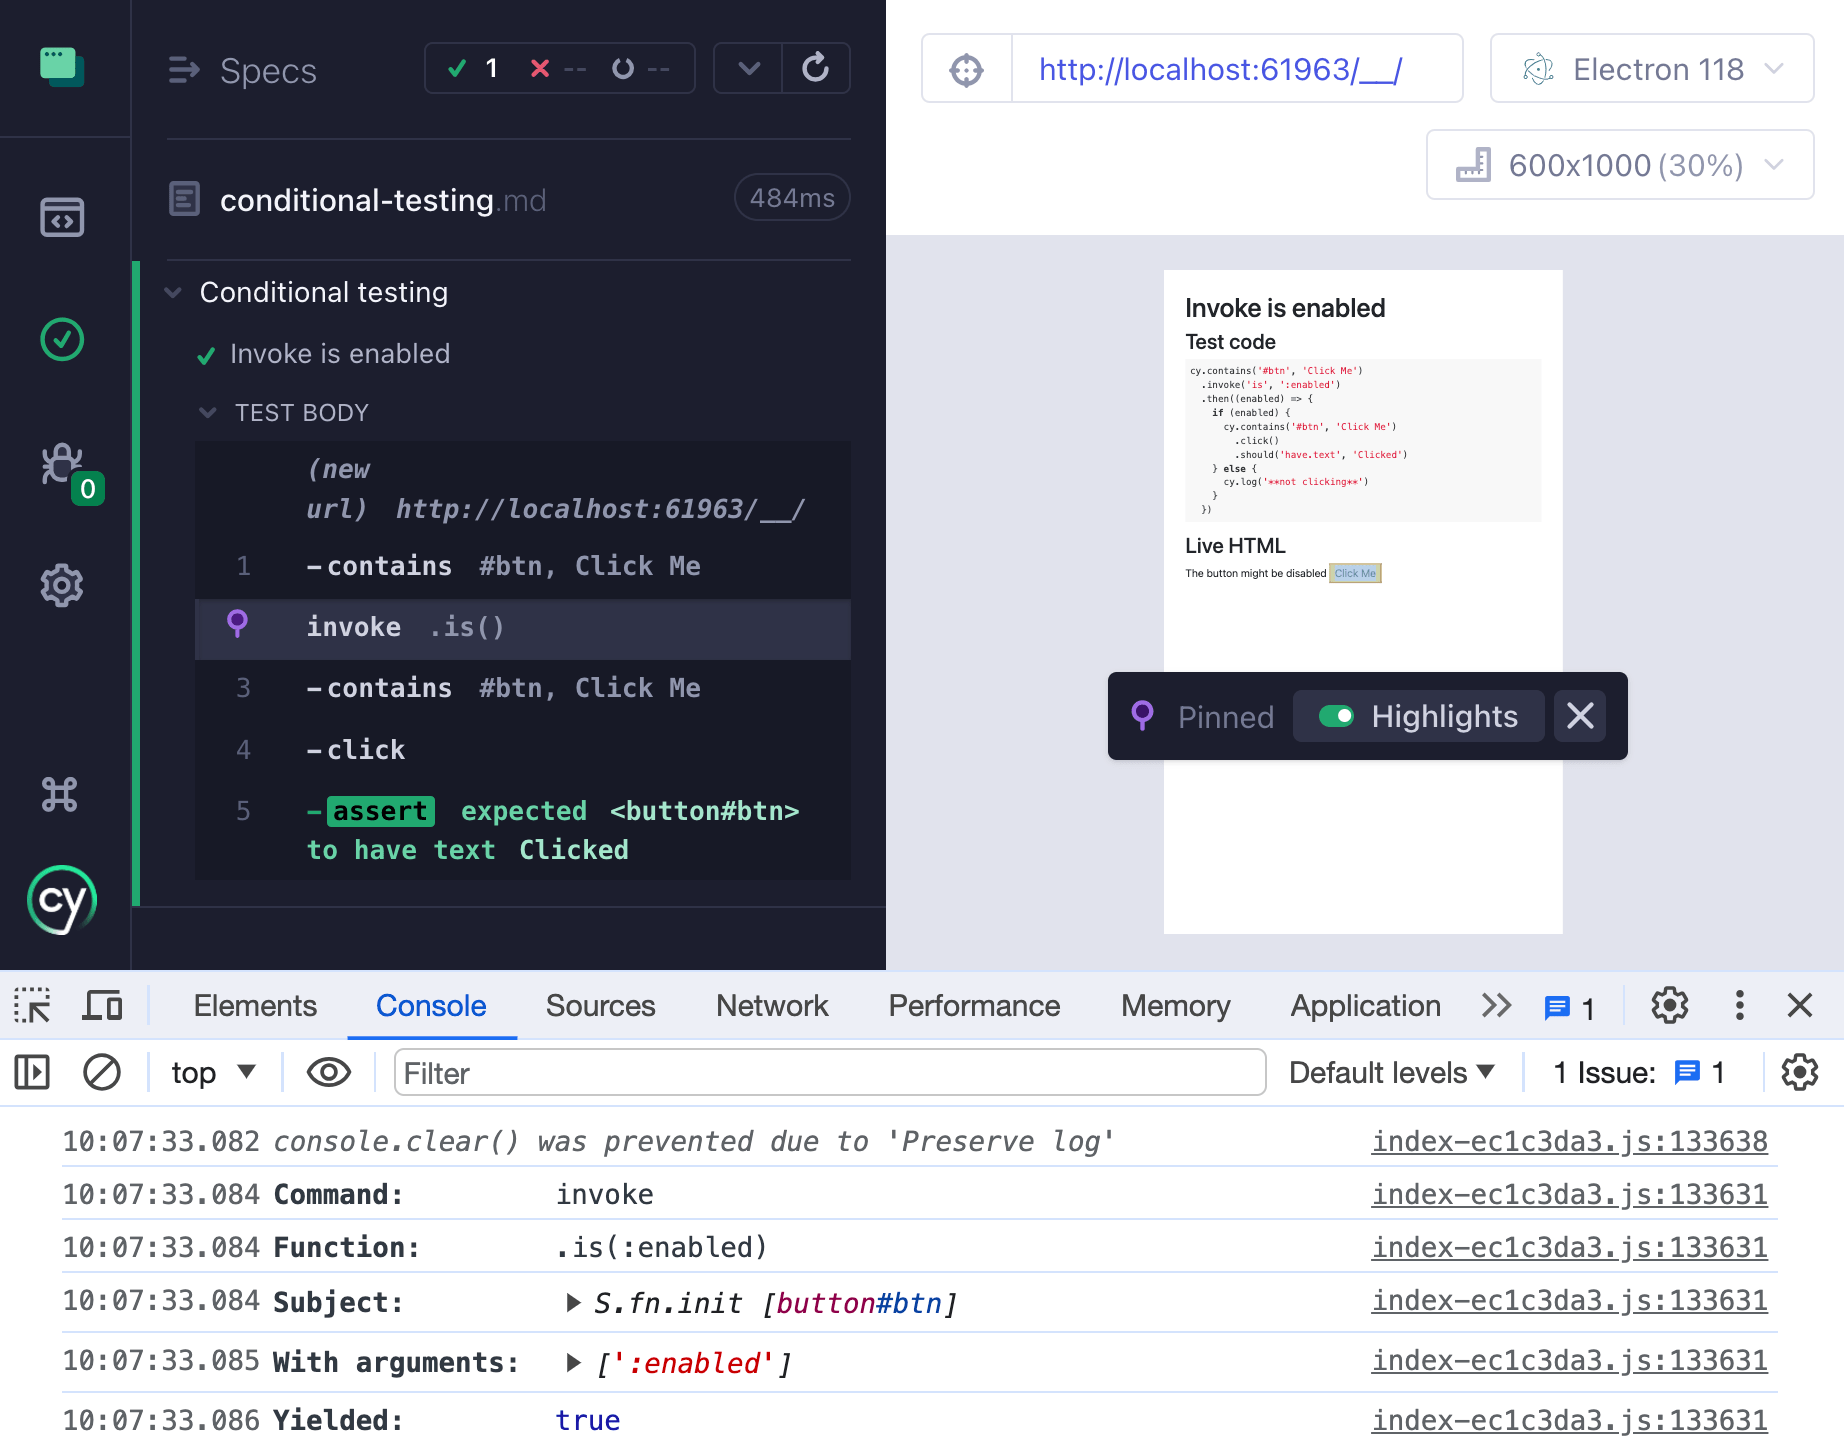 Specs
1 -- --
conditional-testing.md 484ms
Conditional testing
Invoke is enabled
TEST BODY
(new
url) http://localhost:61963/__/
1 -contains #btn, Click Me
invoke .is()
3 -contains #btn, Click Me
4 -click
5 -assert expected <button#btn>
to have text Clicked
0
cy
http://localhost:61963/__/
Electron 118
600x1000 (30%)
Invoke is enabled
Test code
cy.contains('#btn', 'Click Me')
.invoke('is', ':enabled')
.then((enabled) => {
if (enabled) {
cy.contains('#btn', 'Click Me')
.click()
.should('have.text', 'Clicked')
} else {
cy.log('**not clicking**')
}
})
Live HTML
The button might be disabled Click Me
Pinned Highlights
Elements Console Sources Network Performance Memory Application 1
top Filter Default levels 1 Issue: 1
10:07:33.082 console.clear() was prevented due to 'Preserve log' index-ec1c3da3.js:133638
10:07:33.084 Command: invoke index-ec1c3da3.js:133631
10:07:33.084 Function: .is(:enabled) index-ec1c3da3.js:133631
10:07:33.084 Subject: S.fn.init [button#btn] index-ec1c3da3.js:133631
10:07:33.085 With arguments: [':enabled'] index-ec1c3da3.js:133631
10:07:33.086 Yielded: true index-ec1c3da3.js:133631